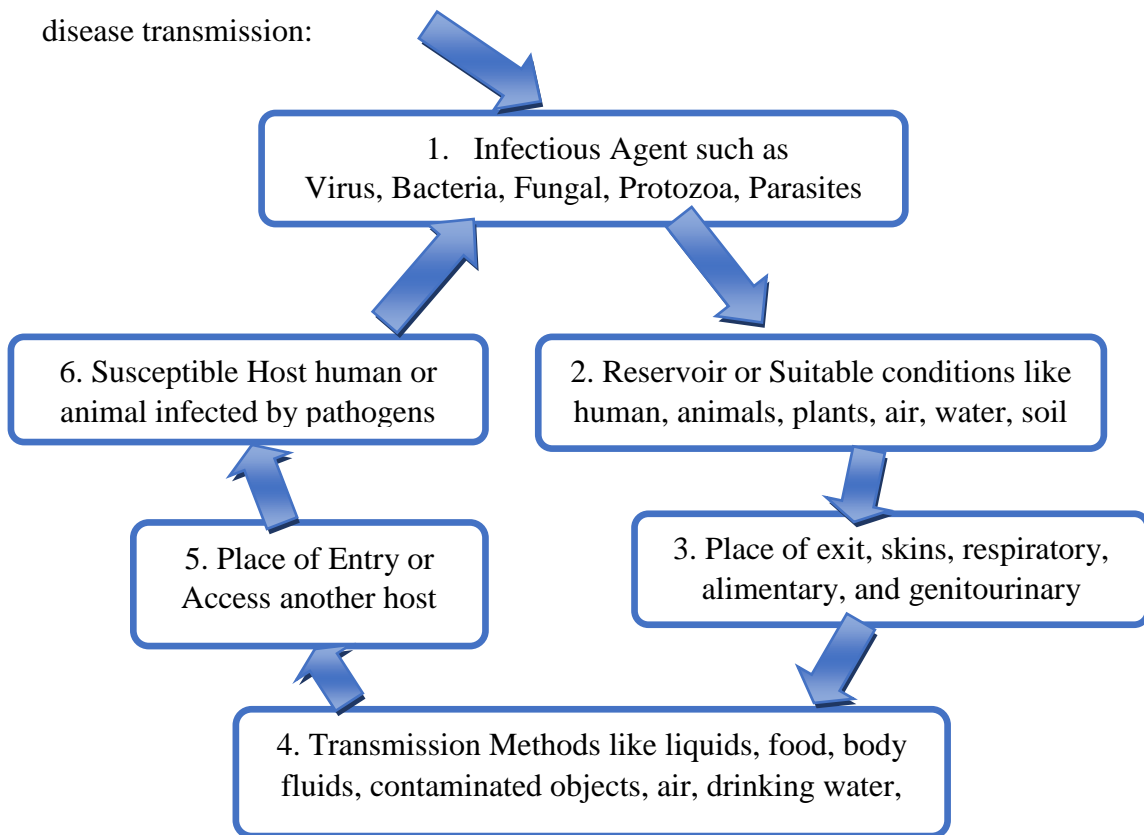 disease transmission:
1. Infectious Agent such as
Virus, Bacteria, Fungal, Protozoa, Parasites
2. Reservoir or Suitable conditions like
human, animals, plants, air, water, soil
3. Place of exit, skins, respiratory,
alimentary, and genitourinary
4. Transmission Methods like liquids, food, body
fluids, contaminated objects, air, drinking water,
5. Place of Entry or
Access another host
6. Susceptible Host human or
animal infected by pathogens